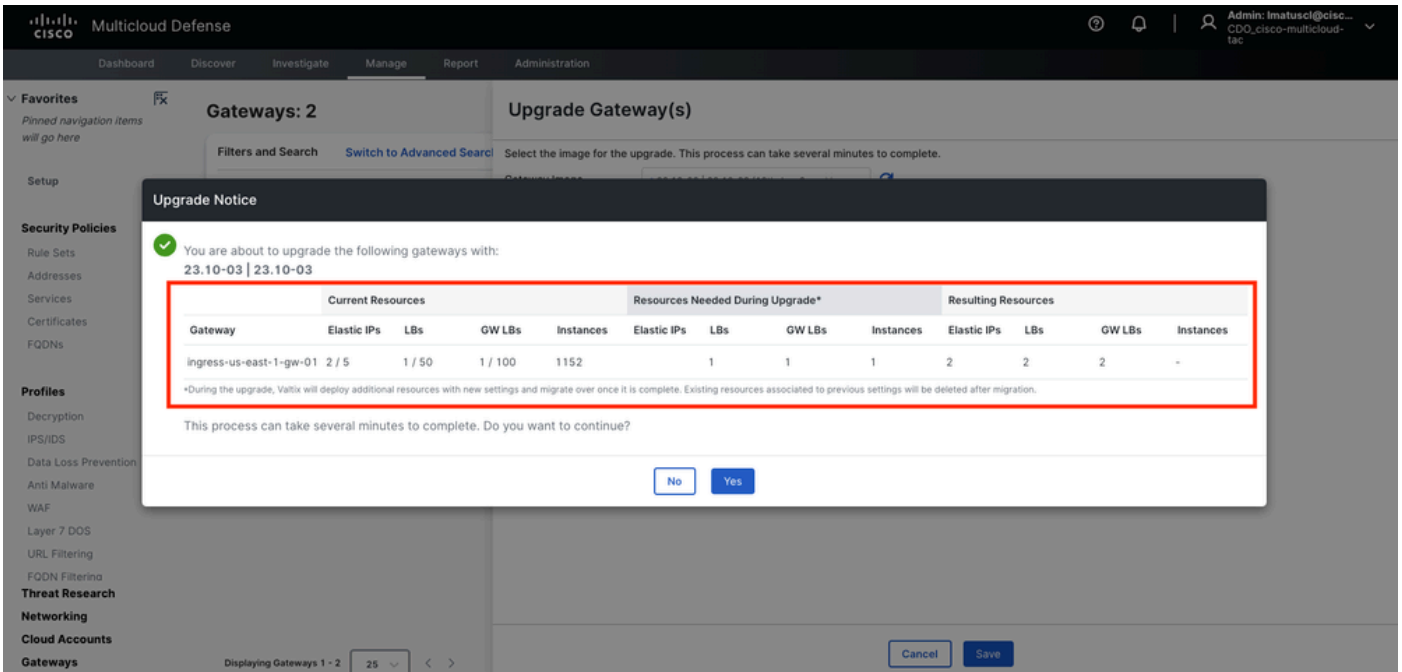 cisco Multicloud Defense
Admin: lmatuscl@cisc...
CDO_cisco-multicloud-
tac
Dashboard Discover Investigate Manage Report Administration
Favorites
Pinned navigation items
will go here
Setup
Security Policies
Rule Sets
Addresses
Services
Certificates
FQDNs
Profiles
Decryption
IPS/IDS
Data Loss Prevention
Anti Malware
WAF
Layer 7 DOS
URL Filtering
FQDN Filtering
Threat Research
Networking
Cloud Accounts
Gateways
Gateways: 2
Filters and Search Switch to Advanced Search
Upgrade Gateway(s)
Select the image for the upgrade. This process can take several minutes to complete.
Gateway Image
Upgrade Notice
You are about to upgrade the following gateways with:
23.10-03 | 23.10-03
Current Resources Resources Needed During Upgrade* Resulting Resources
Gateway Elastic IPs LBs GW LBs Instances Elastic IPs LBs GW LBs Instances Elastic IPs LBs GW LBs Instances
ingress-us-east-1-gw-01 2 / 5 1 / 50 1 / 100 1152 1 1 1 2 2 2 -
*During the upgrade, Valtix will deploy additional resources with new settings and migrate over once it is complete. Existing resources associated to previous settings will be deleted after migration.
This process can take several minutes to complete. Do you want to continue?
No Yes
Displaying Gateways 1 - 2 25
Cancel Save